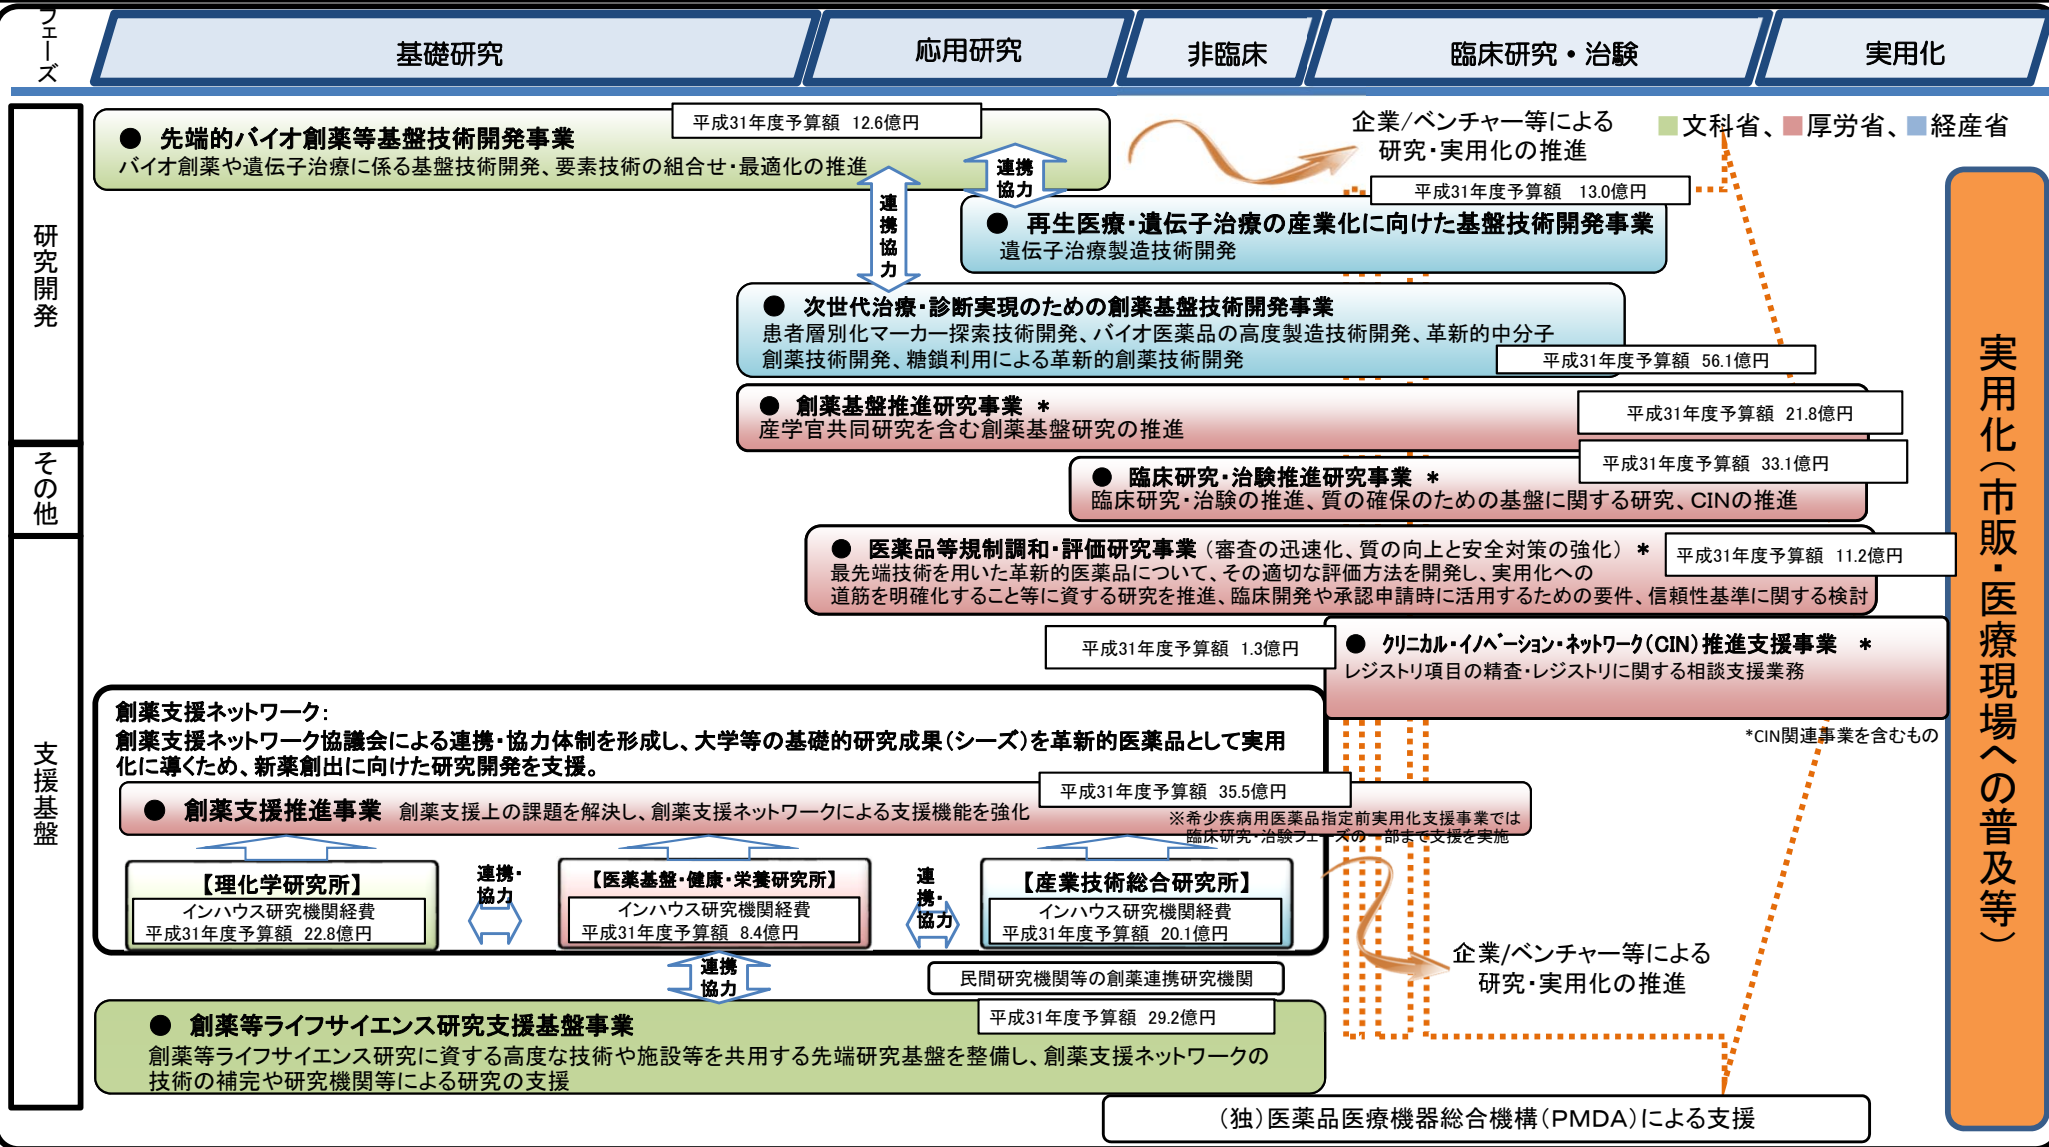 フェーズ
基礎研究
応用研究
非臨床
臨床研究・治験
実用化
研究開発
その他
支援基盤
■文科省、■厚労省、■経産省
● 先端的バイオ創薬等基盤技術開発事業
平成31年度予算額 12.6億円
バイオ創薬や遺伝子治療に係る基盤技術開発、要素技術の組合せ・最適化の推進
連携
協力
連携協力
企業/ベンチャー等による
研究・実用化の推進
平成31年度予算額 13.0億円
● 再生医療・遺伝子治療の産業化に向けた基盤技術開発事業
遺伝子治療製造技術開発
● 次世代治療・診断実現のための創薬基盤技術開発事業
患者層別化マーカー探索技術開発、バイオ医薬品の高度製造技術開発、革新的中分子
創薬技術開発、糖鎖利用による革新的創薬技術開発
平成31年度予算額 56.1億円
● 創薬基盤推進研究事業 *
産学官共同研究を含む創薬基盤研究の推進
平成31年度予算額 21.8億円
● 臨床研究・治験推進研究事業 *
平成31年度予算額 33.1億円
臨床研究・治験の推進、質の確保のための基盤に関する研究、CINの推進
● 医薬品等規制調和・評価研究事業（審査の迅速化、質の向上と安全対策の強化） *
平成31年度予算額 11.2億円
最先端技術を用いた革新的医薬品について、その適切な評価方法を開発し、実用化への
道筋を明確化すること等に資する研究を推進、臨床開発や承認申請時に活用するための要件、信頼性基準に関する検討
平成31年度予算額 1.3億円
● クリニカル・イノベーション・ネットワーク（CIN）推進支援事業 *
レジストリ項目の精査・レジストリに関する相談支援業務
*CIN関連事業を含むもの
創薬支援ネットワーク：
創薬支援ネットワーク協議会による連携・協力体制を形成し、大学等の基礎的研究成果（シーズ）を革新的医薬品として実用
化に導くため、新薬創出に向けた研究開発を支援。
平成31年度予算額 35.5億円
● 創薬支援推進事業 創薬支援上の課題を解決し、創薬支援ネットワークによる支援機能を強化
※希少疾病用医薬品指定前実用化支援事業では
臨床研究・治験フェーズの一部まで支援を実施
【理化学研究所】
インハウス研究機関経費
平成31年度予算額 22.8億円
連携・
協力
【医薬基盤・健康・栄養研究所】
インハウス研究機関経費
平成31年度予算額 8.4億円
連
携・
協力
【産業技術総合研究所】
インハウス研究機関経費
平成31年度予算額 20.1億円
企業/ベンチャー等による
研究・実用化の推進
連携
協力
民間研究機関等の創薬連携研究機関
平成31年度予算額 29.2億円
● 創薬等ライフサイエンス研究支援基盤事業
創薬等ライフサイエンス研究に資する高度な技術や施設等を共用する先端研究基盤を整備し、創薬支援ネットワークの
技術の補完や研究機関等による研究の支援
（独）医薬品医療機器総合機構（PMDA）による支援
実用化（市販・医療現場への普及等）